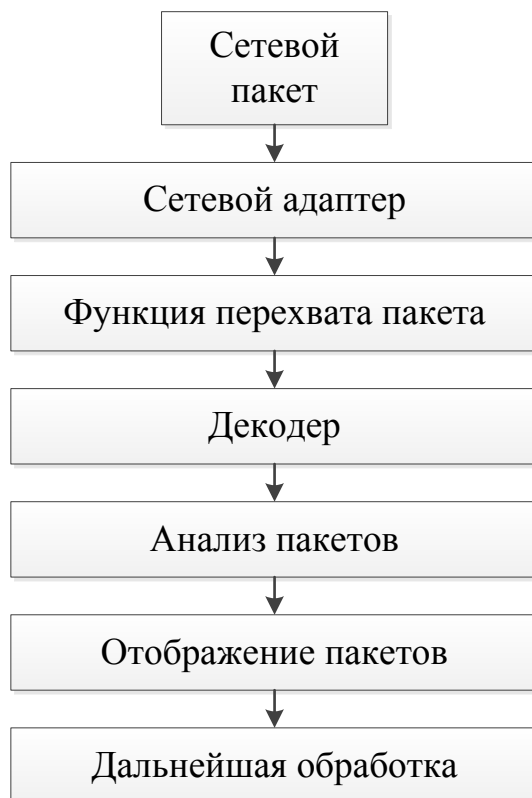 Сетевой
пакет
Сетевой адаптер
Функция перехвата пакета
Декодер
Анализ пакетов
Отображение пакетов
Дальнейшая обработка